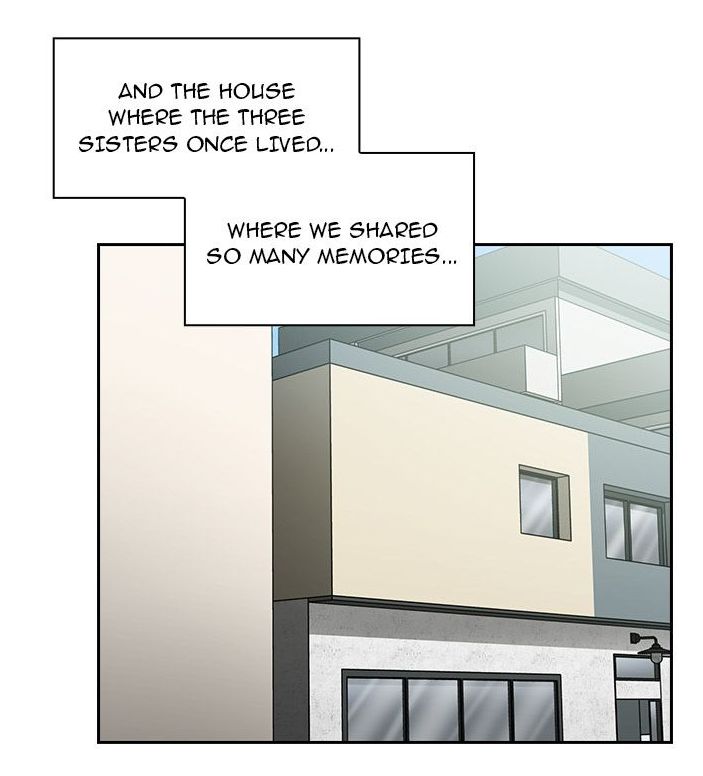 AND THE HOUSE
WHERE THE THREE
SISTERS ONCE LIVED...
WHERE WE SHARED
SO MANY MEMORIES...